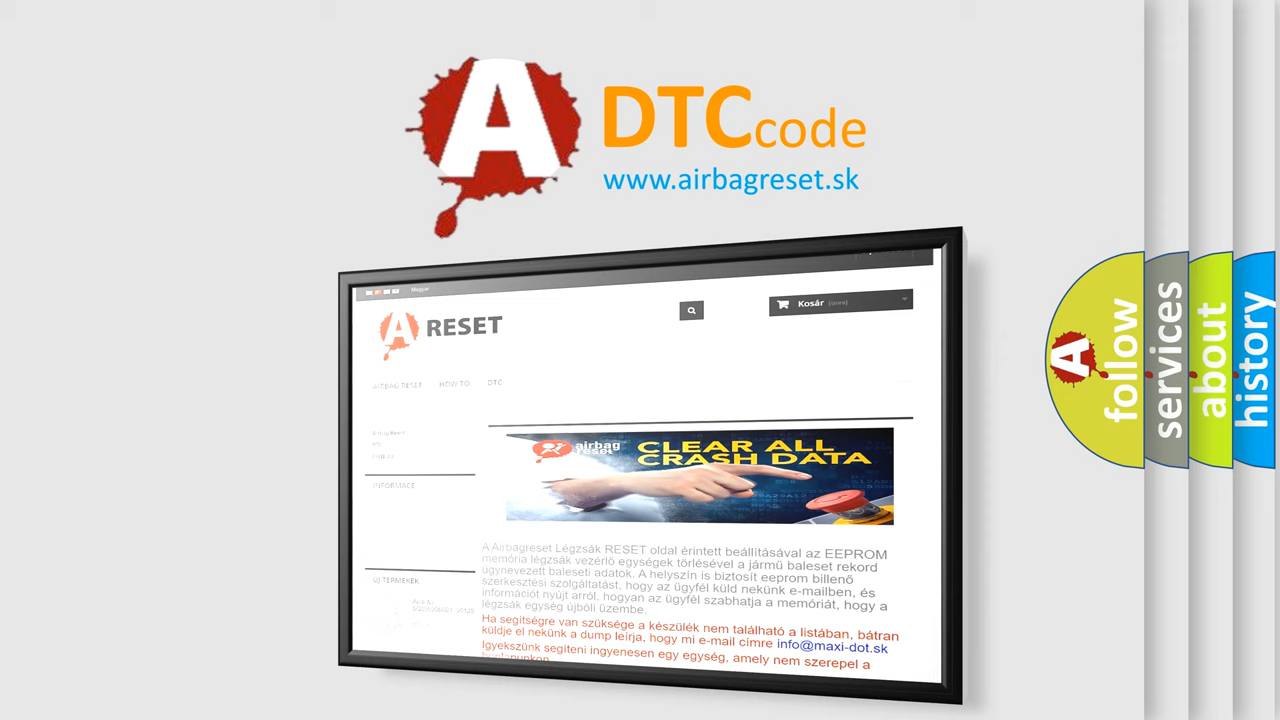 A
DTCcode
www.airbagreset.sk
Magyar
A RESET
Kosár (üres)
AIRBAG RESET HOW TO DTC
Airbag Reset
DTC
INFORMACE
airbag
reset
CLEAR ALL
CRASH DATA
A Airbagreset Légzsák RESET oldal érintett beállításával az EEPROM
memória légzsák vezérlő egységek törlésével a jármű baleset rekord
úgynevezett baleseti adatok. A helyszín is biztosít eeprom billenő
szerkesztési szolgáltatást, hogy az ügyfél küld nekünk e-mailben, és
információt nyújt arról, hogyan az ügyfél szabhatja a memóriát, hogy a
légzsák egység újbóli üzembe.
Ha segítségre van szüksége a készülék nem található a listában, bátran
küldje el nekünk a dump leírja, hogy mi e-mail címre info@maxi-dot.sk
Igyekszünk segíteni ingyenesen egy egység, amely nem szerepel a
honlapunkon
ÚJ TERMÉKEK
A
follow
services
about
history